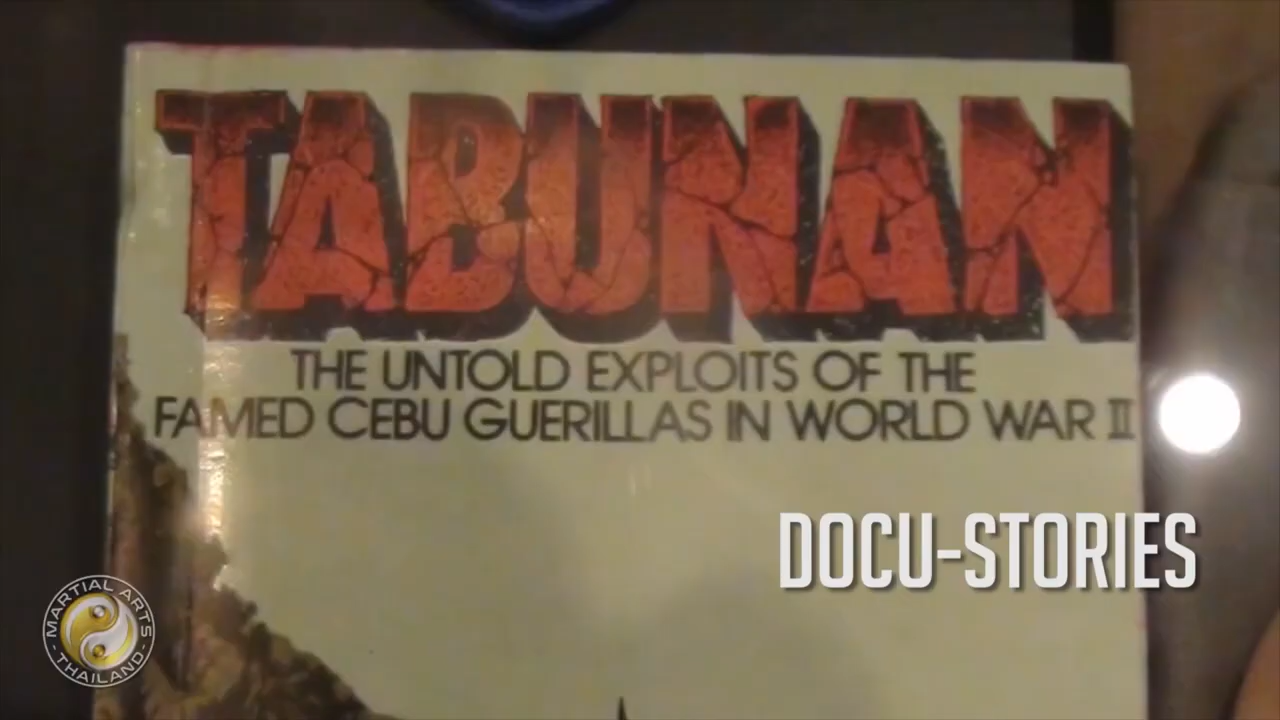 TABUNAN
THE UNTOLD EXPLOITS OF THE
FAMED CEBU GUERILLAS IN WORLD WAR II
DOCU-STORIES
MARTIAL ARTS
- THAILAND -